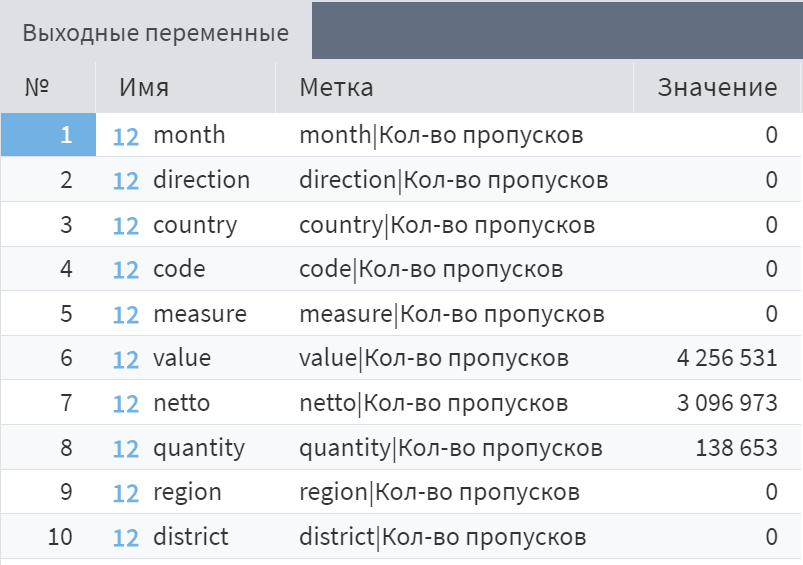 Выходные переменные
№ Имя Метка Значение
1 12 month month|Кол-во пропусков 0
2 12 direction direction|Кол-во пропусков 0
3 12 country country|Кол-во пропусков 0
4 12 code code|Кол-во пропусков 0
5 12 measure measure|Кол-во пропусков 0
6 12 value value|Кол-во пропусков 4 256 531
7 12 netto netto|Кол-во пропусков 3 096 973
8 12 quantity quantity|Кол-во пропусков 138 653
9 12 region region|Кол-во пропусков 0
10 12 district district|Кол-во пропусков 0